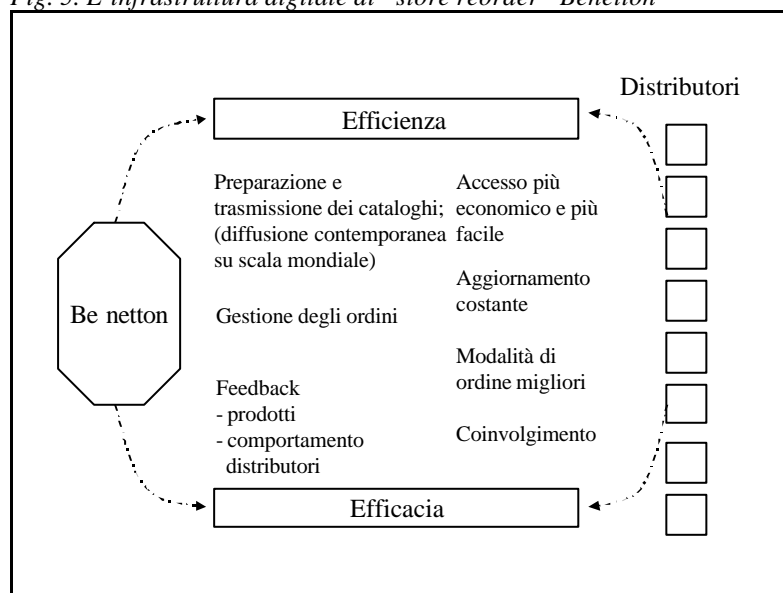 Fig. L'infrastruttura digitale di "store reorder" Benetton
Distributori
Efficienza
Preparazione e
trasmissione dei cataloghi;
(diffusione contemporanea
su scala mondiale)
Accesso più
economico e più
facile
Aggiornamento
costante
Be netton
Gestione degli ordini
Modalità di
ordine migliori
Feedback
- prodotti
- comportamento
distributori
Coinvolgimento
Efficacia